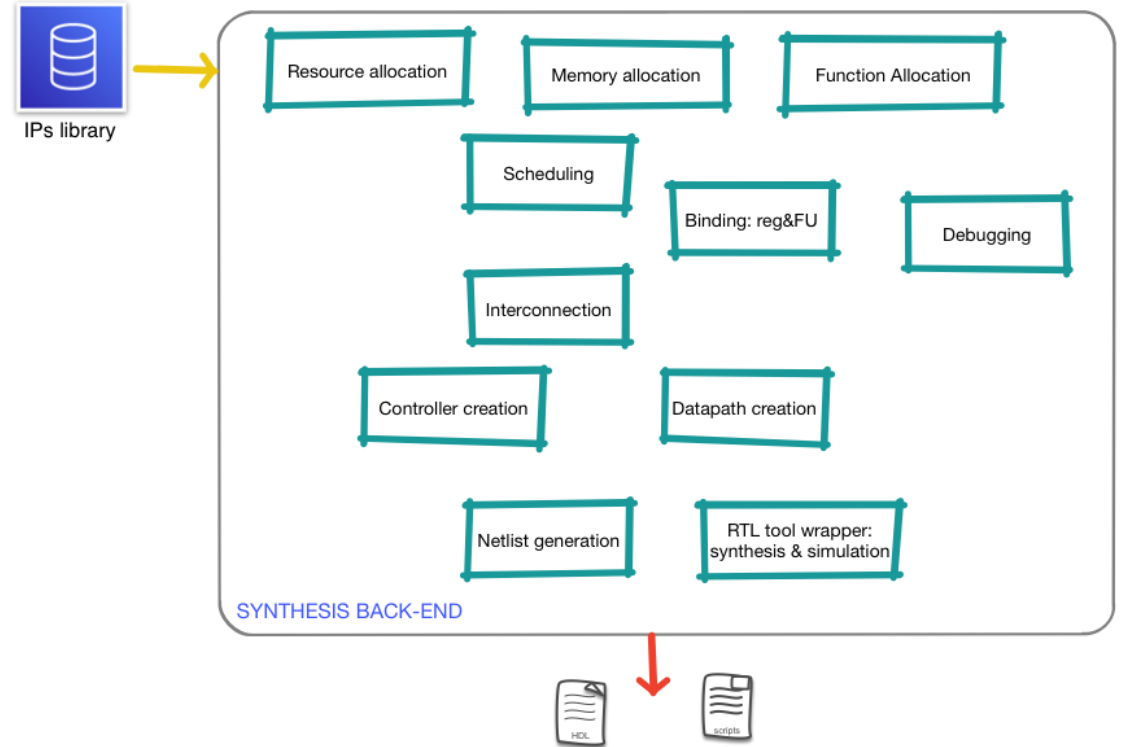 Resource allocation
Memory allocation
Function Allocation
IPs library
Scheduling
Binding: reg&FU
Debugging
Interconnection
Controller creation
Datapath creation
Netlist generation
RTL tool wrapper:
synthesis & simulation
SYNTHESIS BACK-END
HDL
scripts